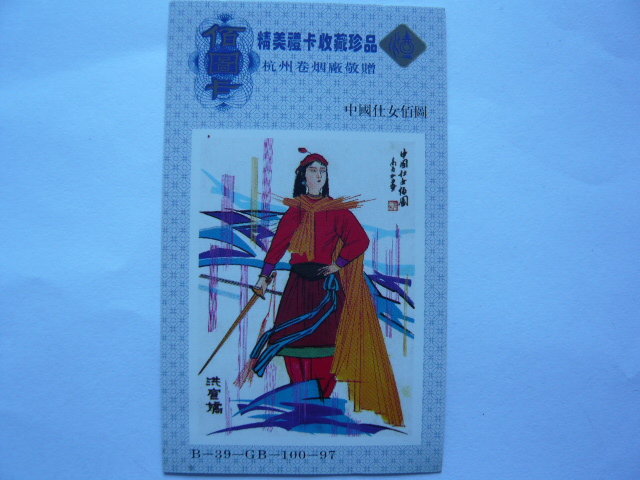 佰圖卡
精美禮卡收藏珍品
杭州卷烟廠敬贈
中國仕女佰圖
中國仕女佰圖
洪宣嬌
B—39—GB—100—97